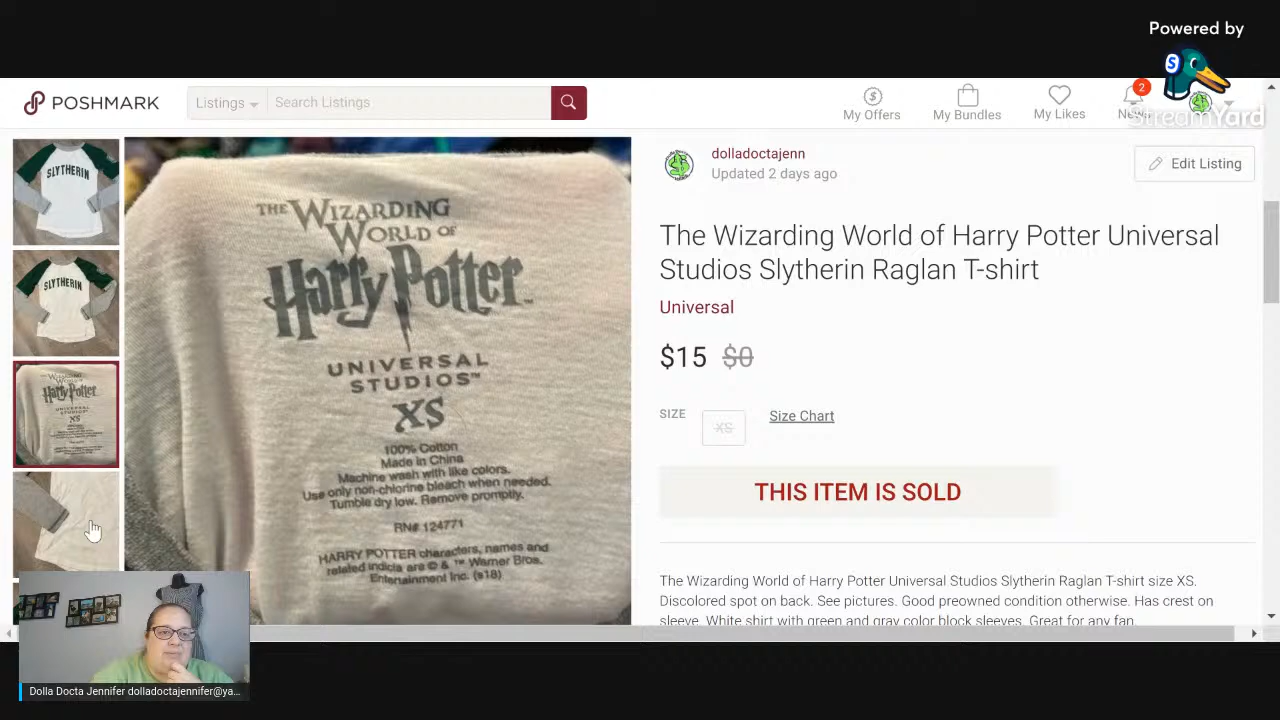 Powered by
StreamYard
POSHMARK
Listings
Search Listings
My Offers
My Bundles
My Likes
2
dolladoctajenn
Updated 2 days ago
Edit Listing
The Wizarding World of Harry Potter Universal
Studios Slytherin Raglan T-shirt
Universal
$15 $0
SIZE
XS
Size Chart
THIS ITEM IS SOLD
The Wizarding World of Harry Potter Universal Studios Slytherin Raglan T-shirt size XS.
Discolored spot on back. See pictures. Good preowned condition otherwise. Has crest on
sleeve. White shirt with green and gray color block sleeves. Great for any fan.
SLYTHERIN
SLYTHERIN
THE WIZARDING
WORLD OF
Harry Potter
UNIVERSAL
STUDIOS™
XS
100% Cotton
Made in China
Machine wash with like colors.
Use only non-chlorine bleach when needed.
Tumble dry low. Remove promptly.
RN# 124771
HARRY POTTER characters, names and
related indicia are © & ™ Warner Bros.
Entertainment Inc. (s18)
Dolla Docta Jennifer dolladoctajennifer@ya...